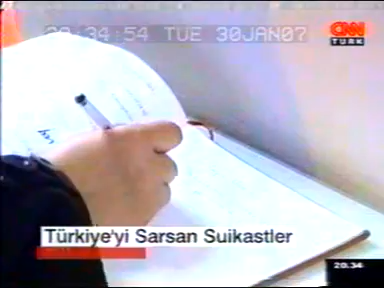 20:34:54 TUE 30JAN07
CNN
TÜRK
Türkiye'yi Sarsan Suikastler
20.34